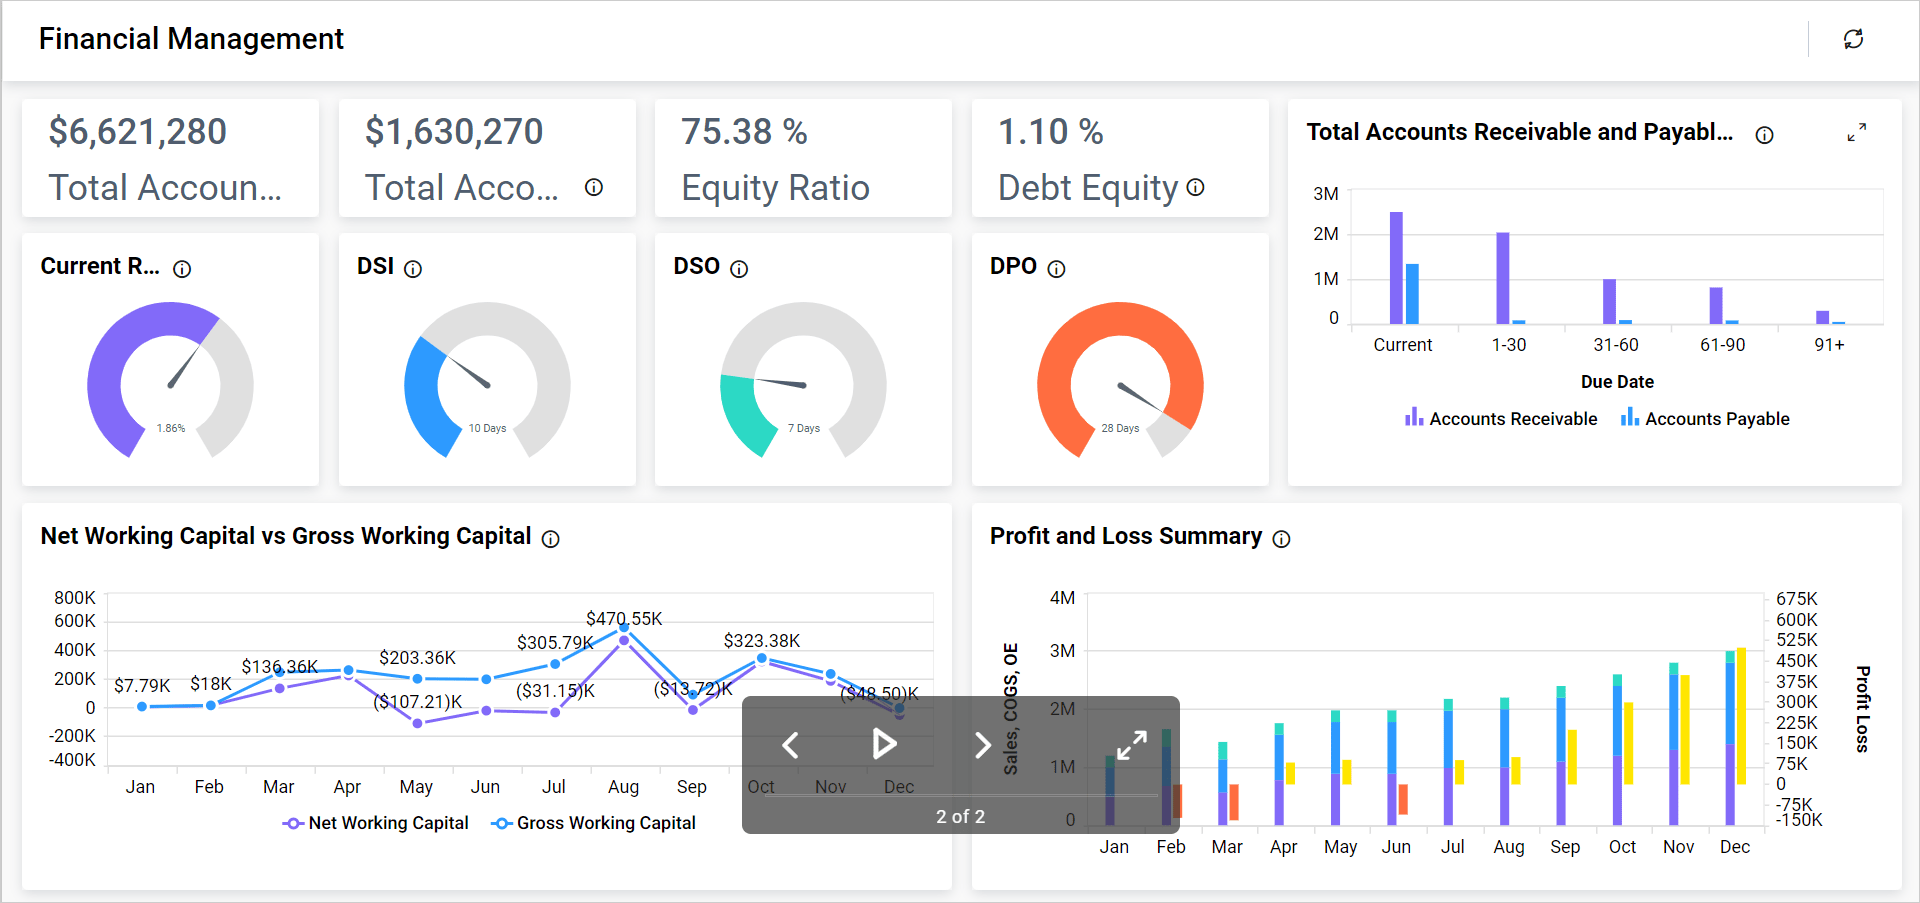 Financial Management
$6,621,280
Total Accoun...
$1,630,270
Total Acco...
75.38 %
Equity Ratio
1.10 %
Debt Equity
Total Accounts Receivable and Payabl...
3M
2M
1M
0
Current
1-30
31-60
61-90
91+
Due Date
Accounts Receivable
Accounts Payable
Current R...
1.86%
DSI
10 Days
DSO
7 Days
DPO
28 Days
Net Working Capital vs Gross Working Capital
800K
600K
400K
200K
0
-200K
-400K
$7.79K
$18K
$136.36K
$203.36K
($107.21)K
$305.79K
($31.15)K
$470.55K
($13.72)K
$323.38K
($48.50)K
Jan
Feb
Mar
Apr
May
Jun
Jul
Aug
Sep
Oct
Nov
Dec
Net Working Capital
Gross Working Capital
2 of 2
Profit and Loss Summary
Sales, COGS, OE
4M
3M
2M
1M
0
675K
600K
525K
450K
375K
300K
225K
150K
75K
0
-75K
-150K
Profit Loss
Jan
Feb
Mar
Apr
May
Jun
Jul
Aug
Sep
Oct
Nov
Dec